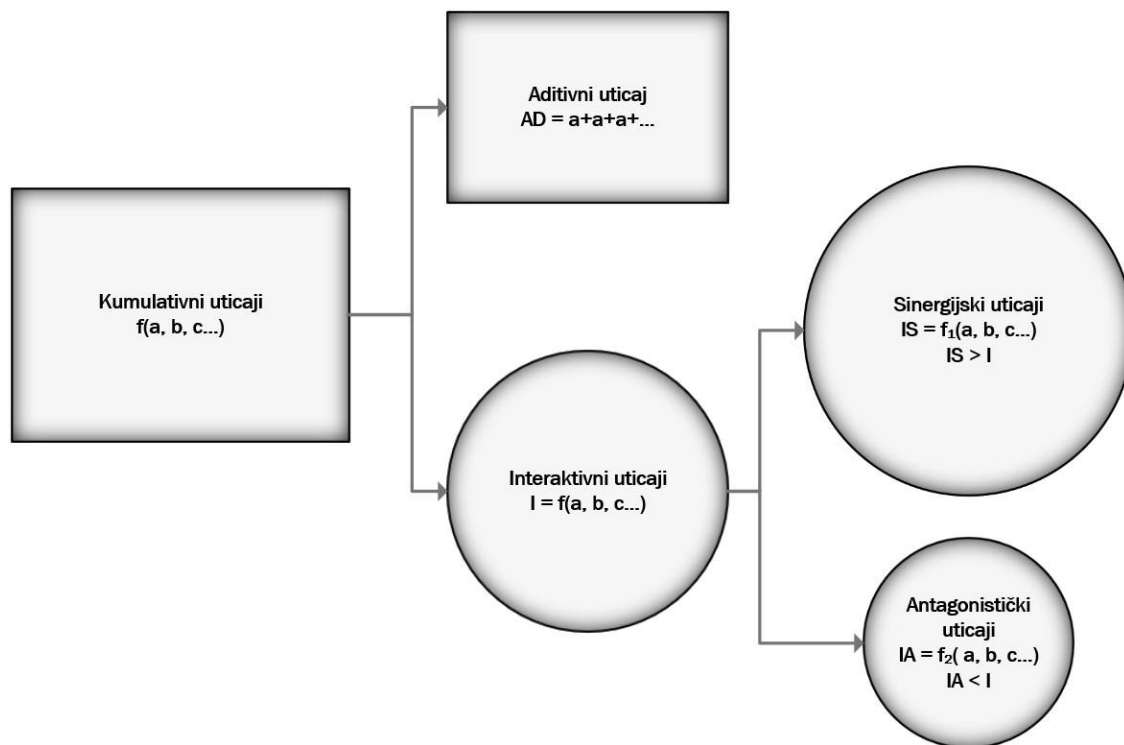 Aditivni uticaj
AD = a+a+a+...
Kumulativni uticaji
f(a, b, c...)
Sinergijski uticaji
IS = f₁(a, b, c...)
IS > I
Interaktivni uticaji
I = f(a, b, c...)
Antagonistički
uticaji
IA = f₂( a, b, c...)
IA < I